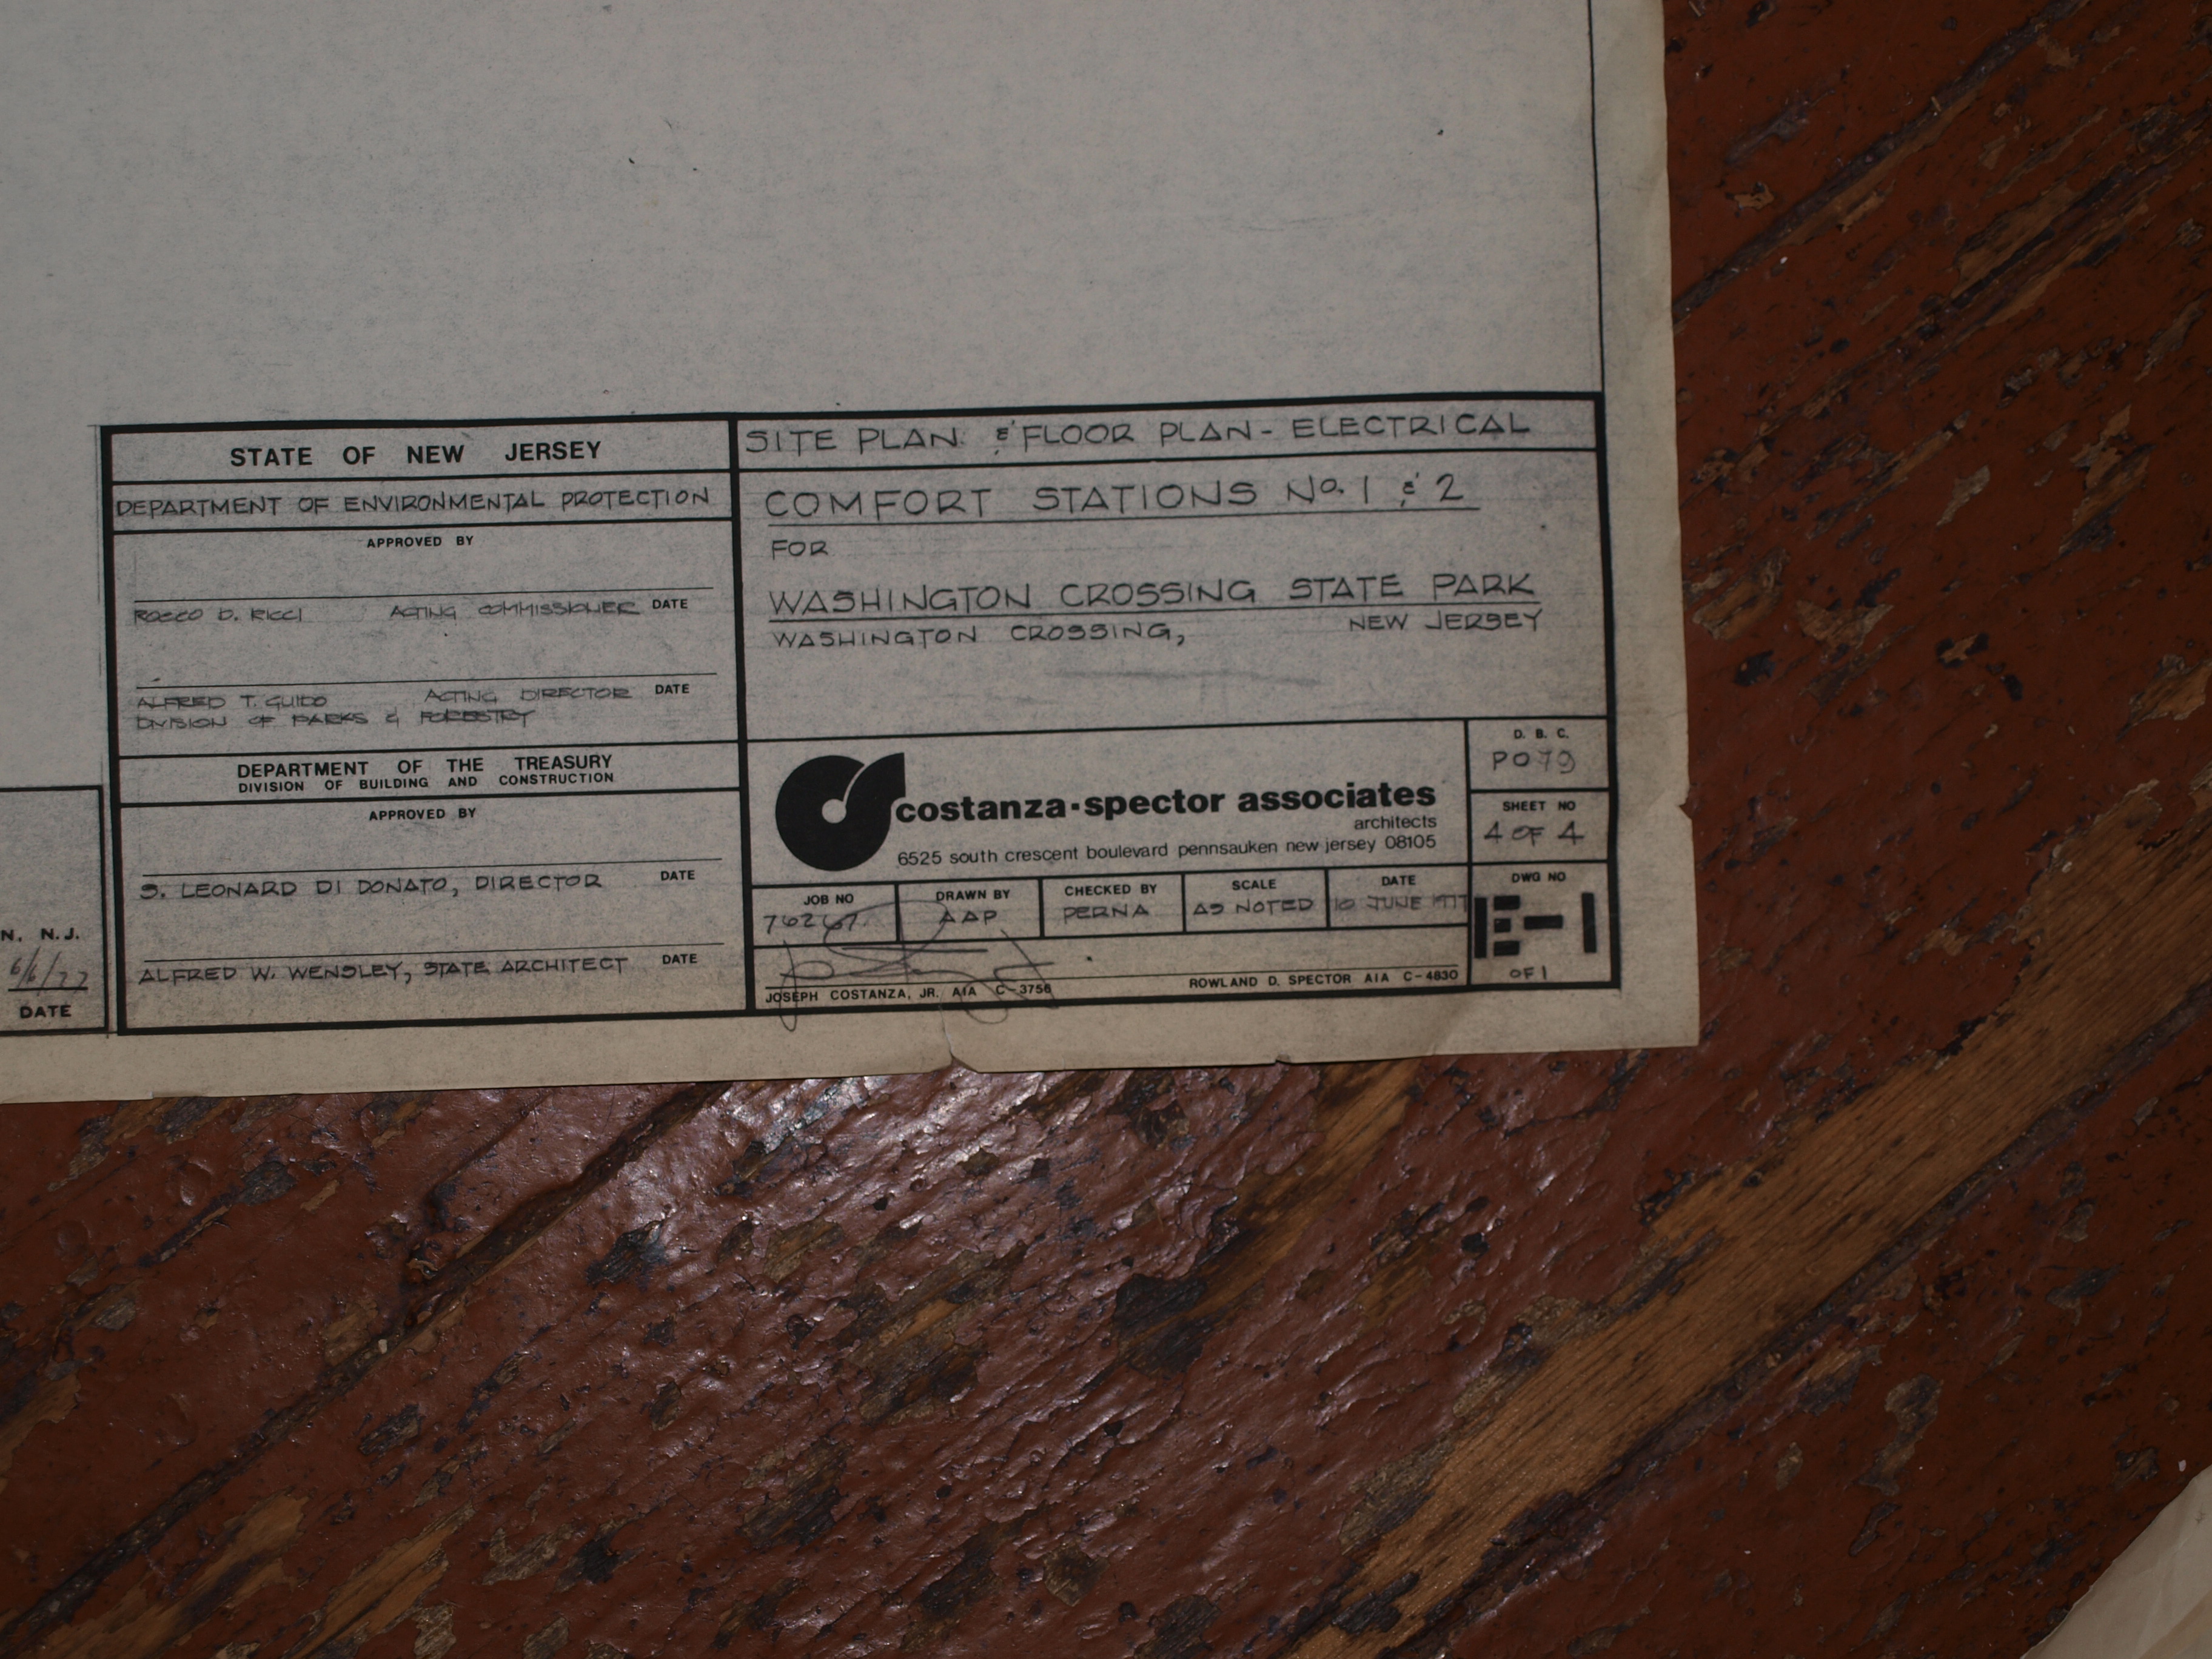 STATE OF NEW JERSEY
DEPARTMENT OF ENVIRONMENTAL PROTECTION
APPROVED BY
ROCCO D. RICCI ACTING COMMISSIONER DATE
ALFRED T. GUIDO ACTING DIRECTOR DATE
DIVISION OF PARKS & FORESTRY
DEPARTMENT OF THE TREASURY
DIVISION OF BUILDING AND CONSTRUCTION
APPROVED BY
S. LEONARD DI DONATO, DIRECTOR DATE
ALFRED W. WENSLEY, STATE ARCHITECT DATE
N. N.J.
6/6/77
DATE
SITE PLAN & FLOOR PLAN - ELECTRICAL
COMFORT STATIONS No. 1 & 2
FOR
WASHINGTON CROSSING STATE PARK
WASHINGTON CROSSING, NEW JERSEY
costanza·spector associates
architects
6525 south crescent boulevard pennsauken new jersey 08105
D. B. C.
P079
SHEET NO
4 OF 4
JOB NO
DRAWN BY
AAP
CHECKED BY
PERNA
SCALE
AS NOTED
DATE
10 JUNE 1977
DWG NO
E-1
OF 1
JOSEPH COSTANZA, JR. AIA C-3756
ROWLAND D. SPECTOR AIA C-4830